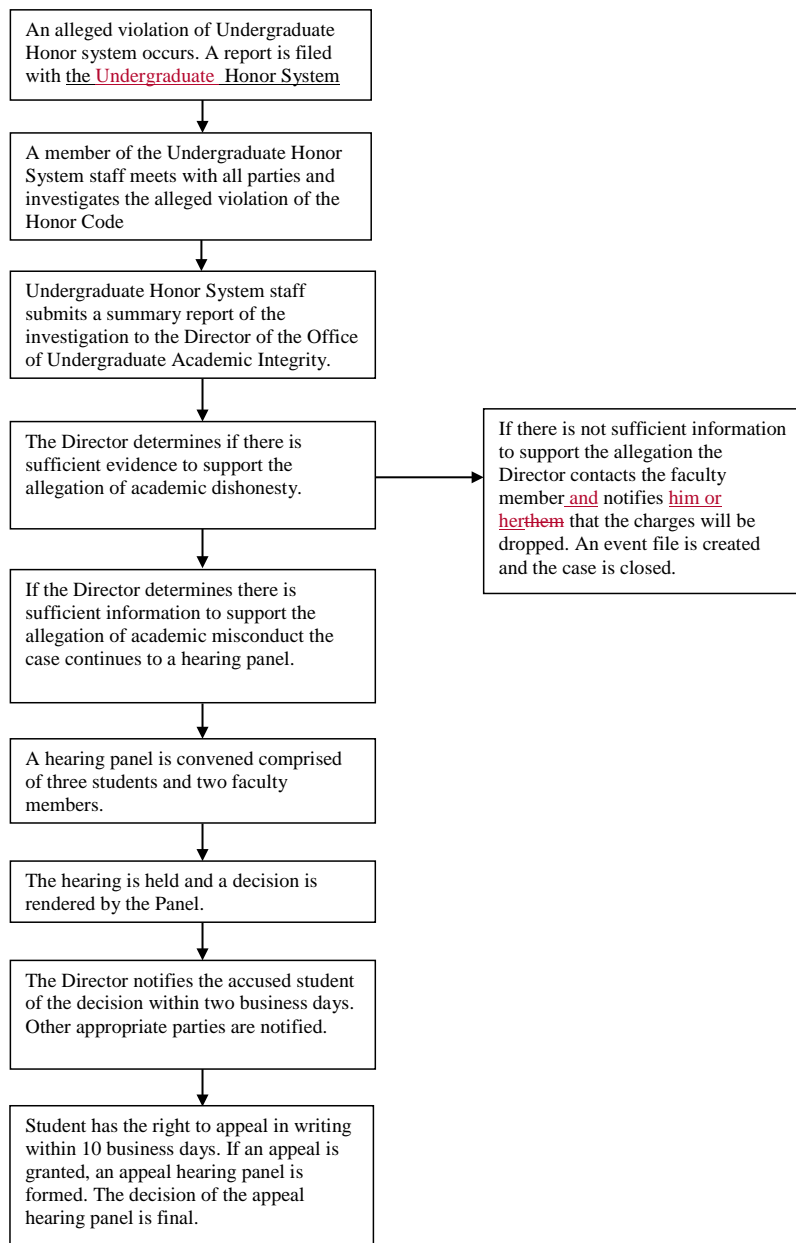 An alleged violation of Undergraduate
Honor system occurs. A report is filed
with the Undergraduate  Honor System
A member of the Undergraduate Honor
System staff meets with all parties and
investigates the alleged violation of the
Honor Code
Undergraduate Honor System staff
submits a summary report of the
investigation to the Director of the Office
of Undergraduate Academic Integrity.
The Director determines if there is
sufficient evidence to support the
allegation of academic dishonesty.
If there is not sufficient information
to support the allegation the
Director contacts the faculty
member and notifies him or
herthem that the charges will be
dropped. An event file is created
and the case is closed.
If the Director determines there is
sufficient information to support the
allegation of academic misconduct the
case continues to a hearing panel.
A hearing panel is convened comprised
of three students and two faculty
members.
The hearing is held and a decision is
rendered by the Panel.
The Director notifies the accused student
of the decision within two business days.
Other appropriate parties are notified.
Student has the right to appeal in writing
within 10 business days. If an appeal is
granted, an appeal hearing panel is
formed. The decision of the appeal
hearing panel is final.